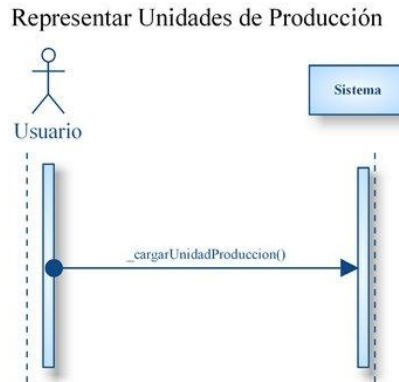 Representar Unidades de Producción
Sistema
Usuario
_cargarUnidadProduccion()